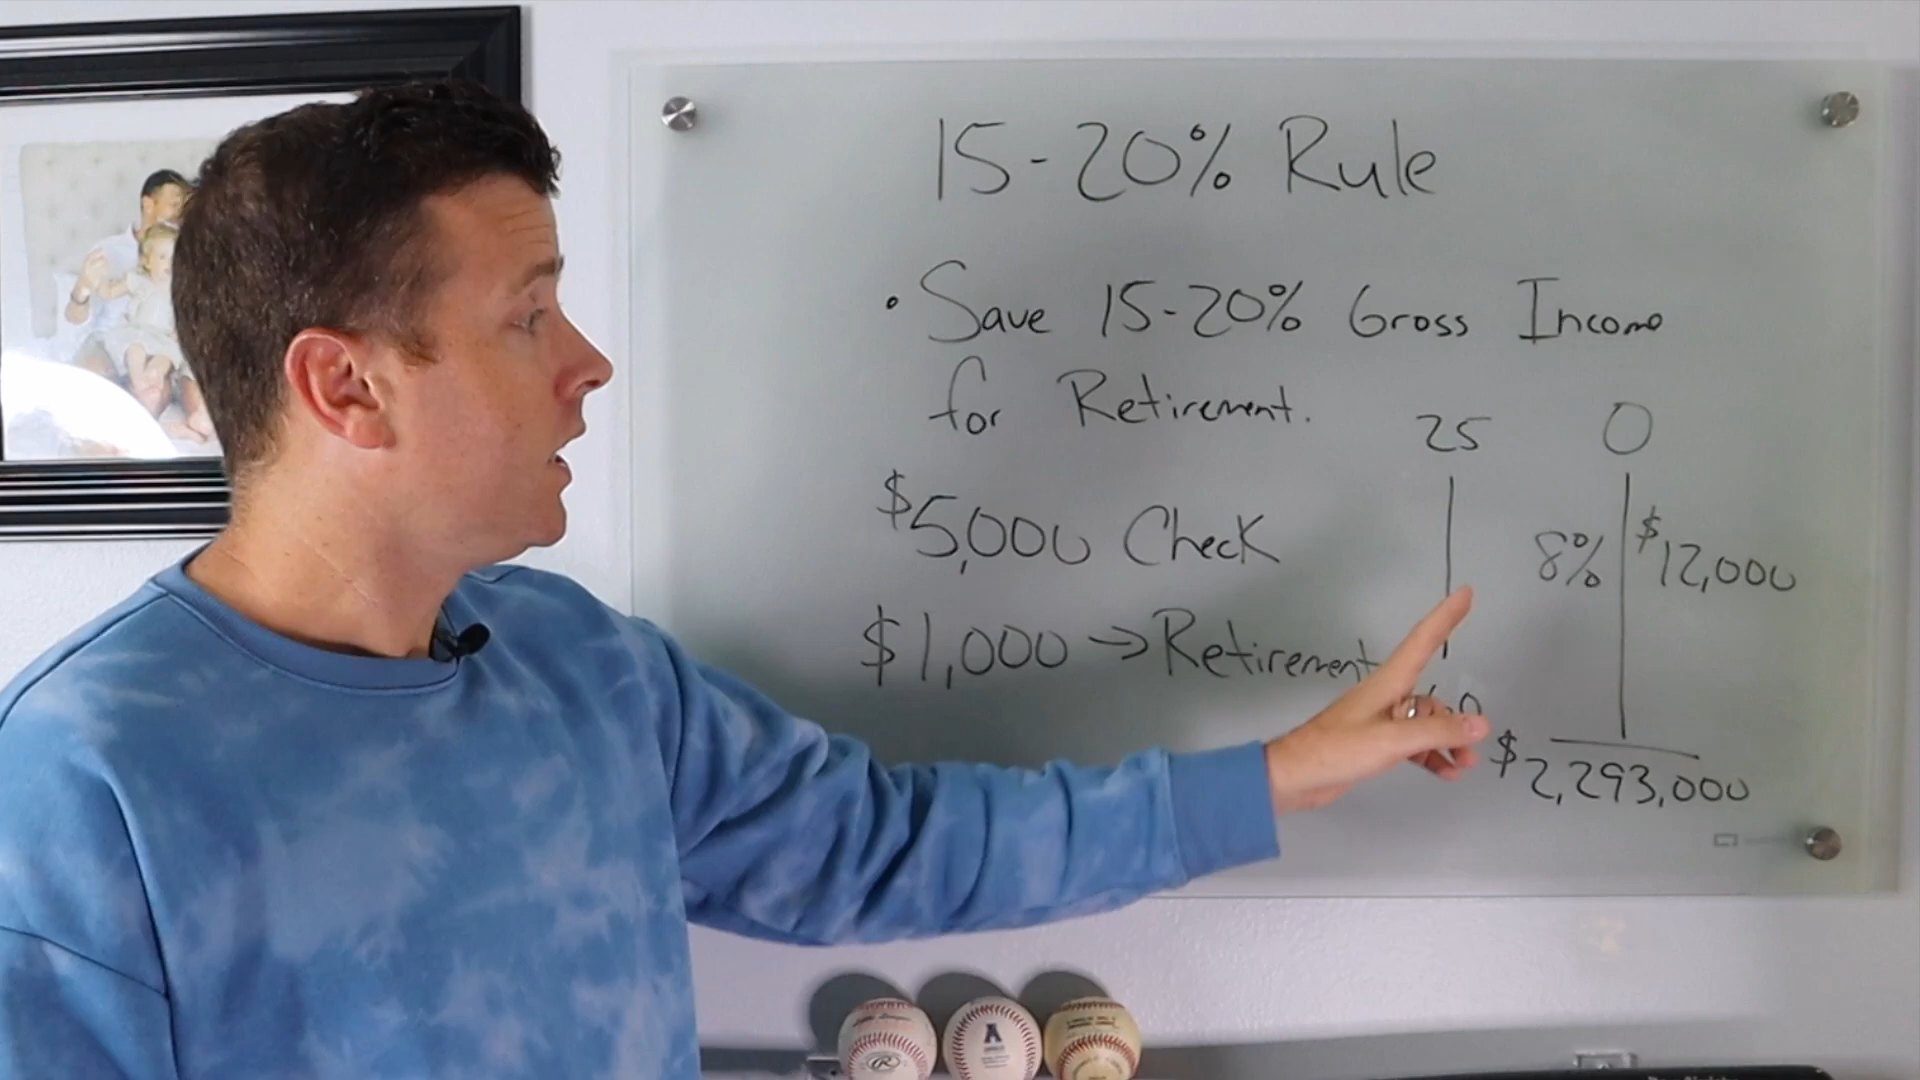 15-20% Rule
• Save 15-20% Gross Income
for Retirement.
25 0
$5,000 Check
8% $12,000
$1,000 → Retirement
60
$2,293,000
A
R